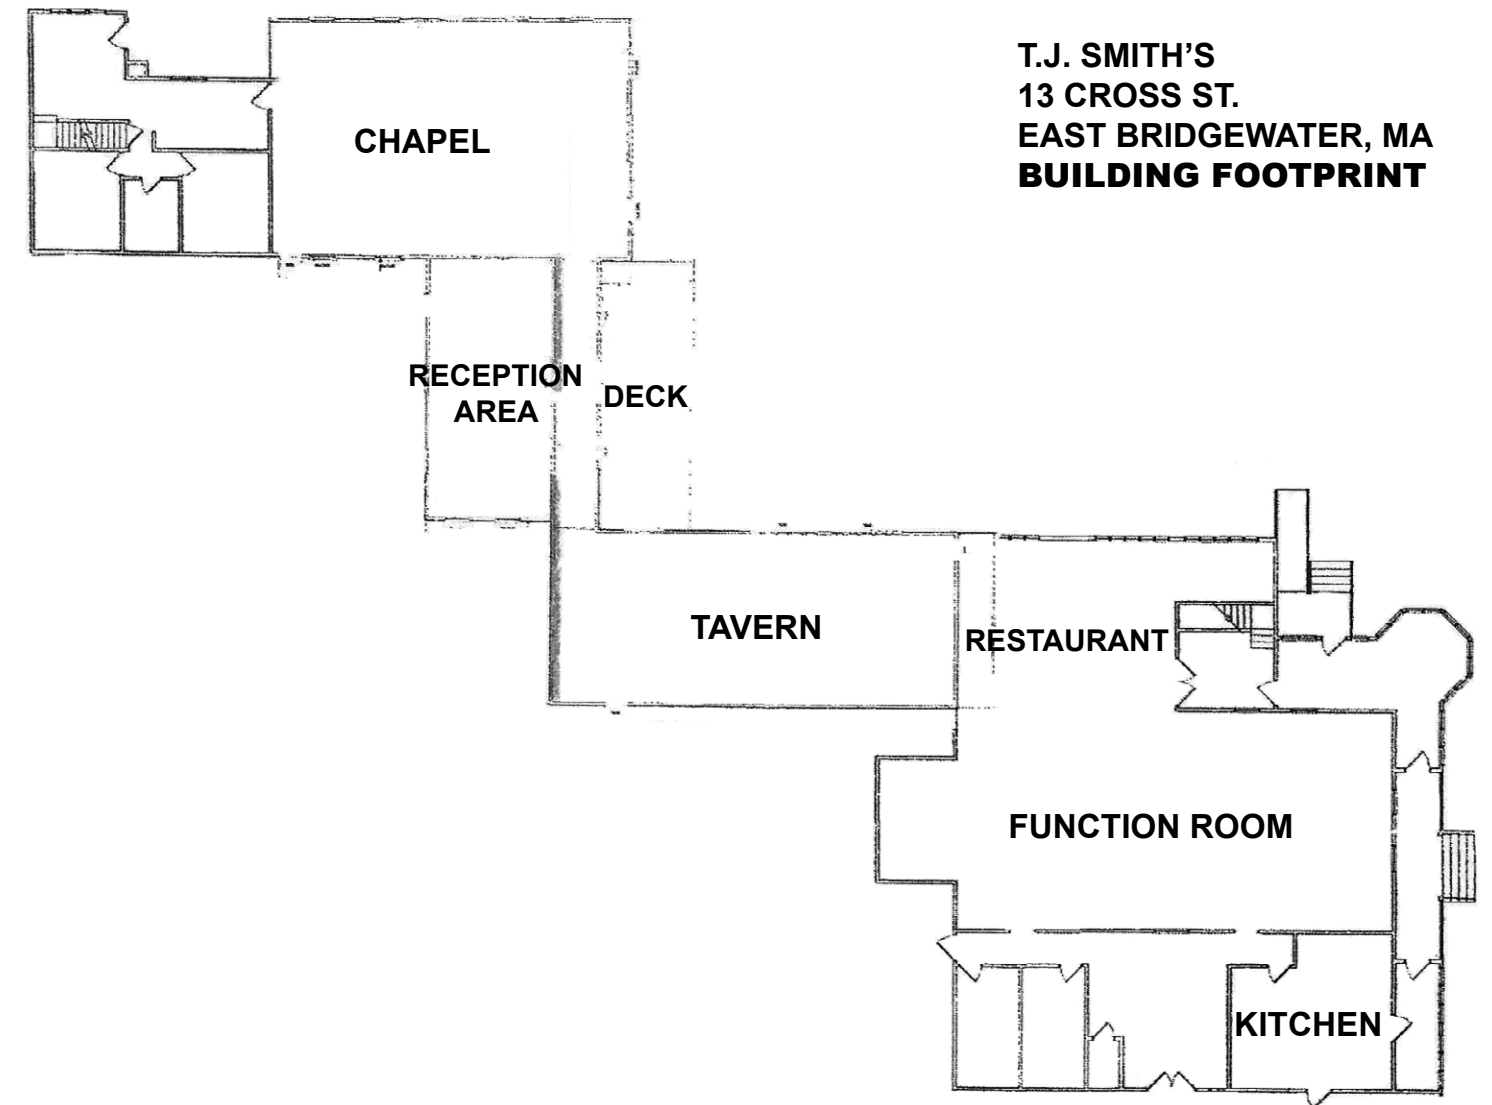 T.J. SMITH’S
13 CROSS ST.
EAST BRIDGEWATER, MA
BUILDING FOOTPRINT
CHAPEL
RECEPTION
AREA
DECK
TAVERN
RESTAURANT
FUNCTION ROOM
KITCHEN